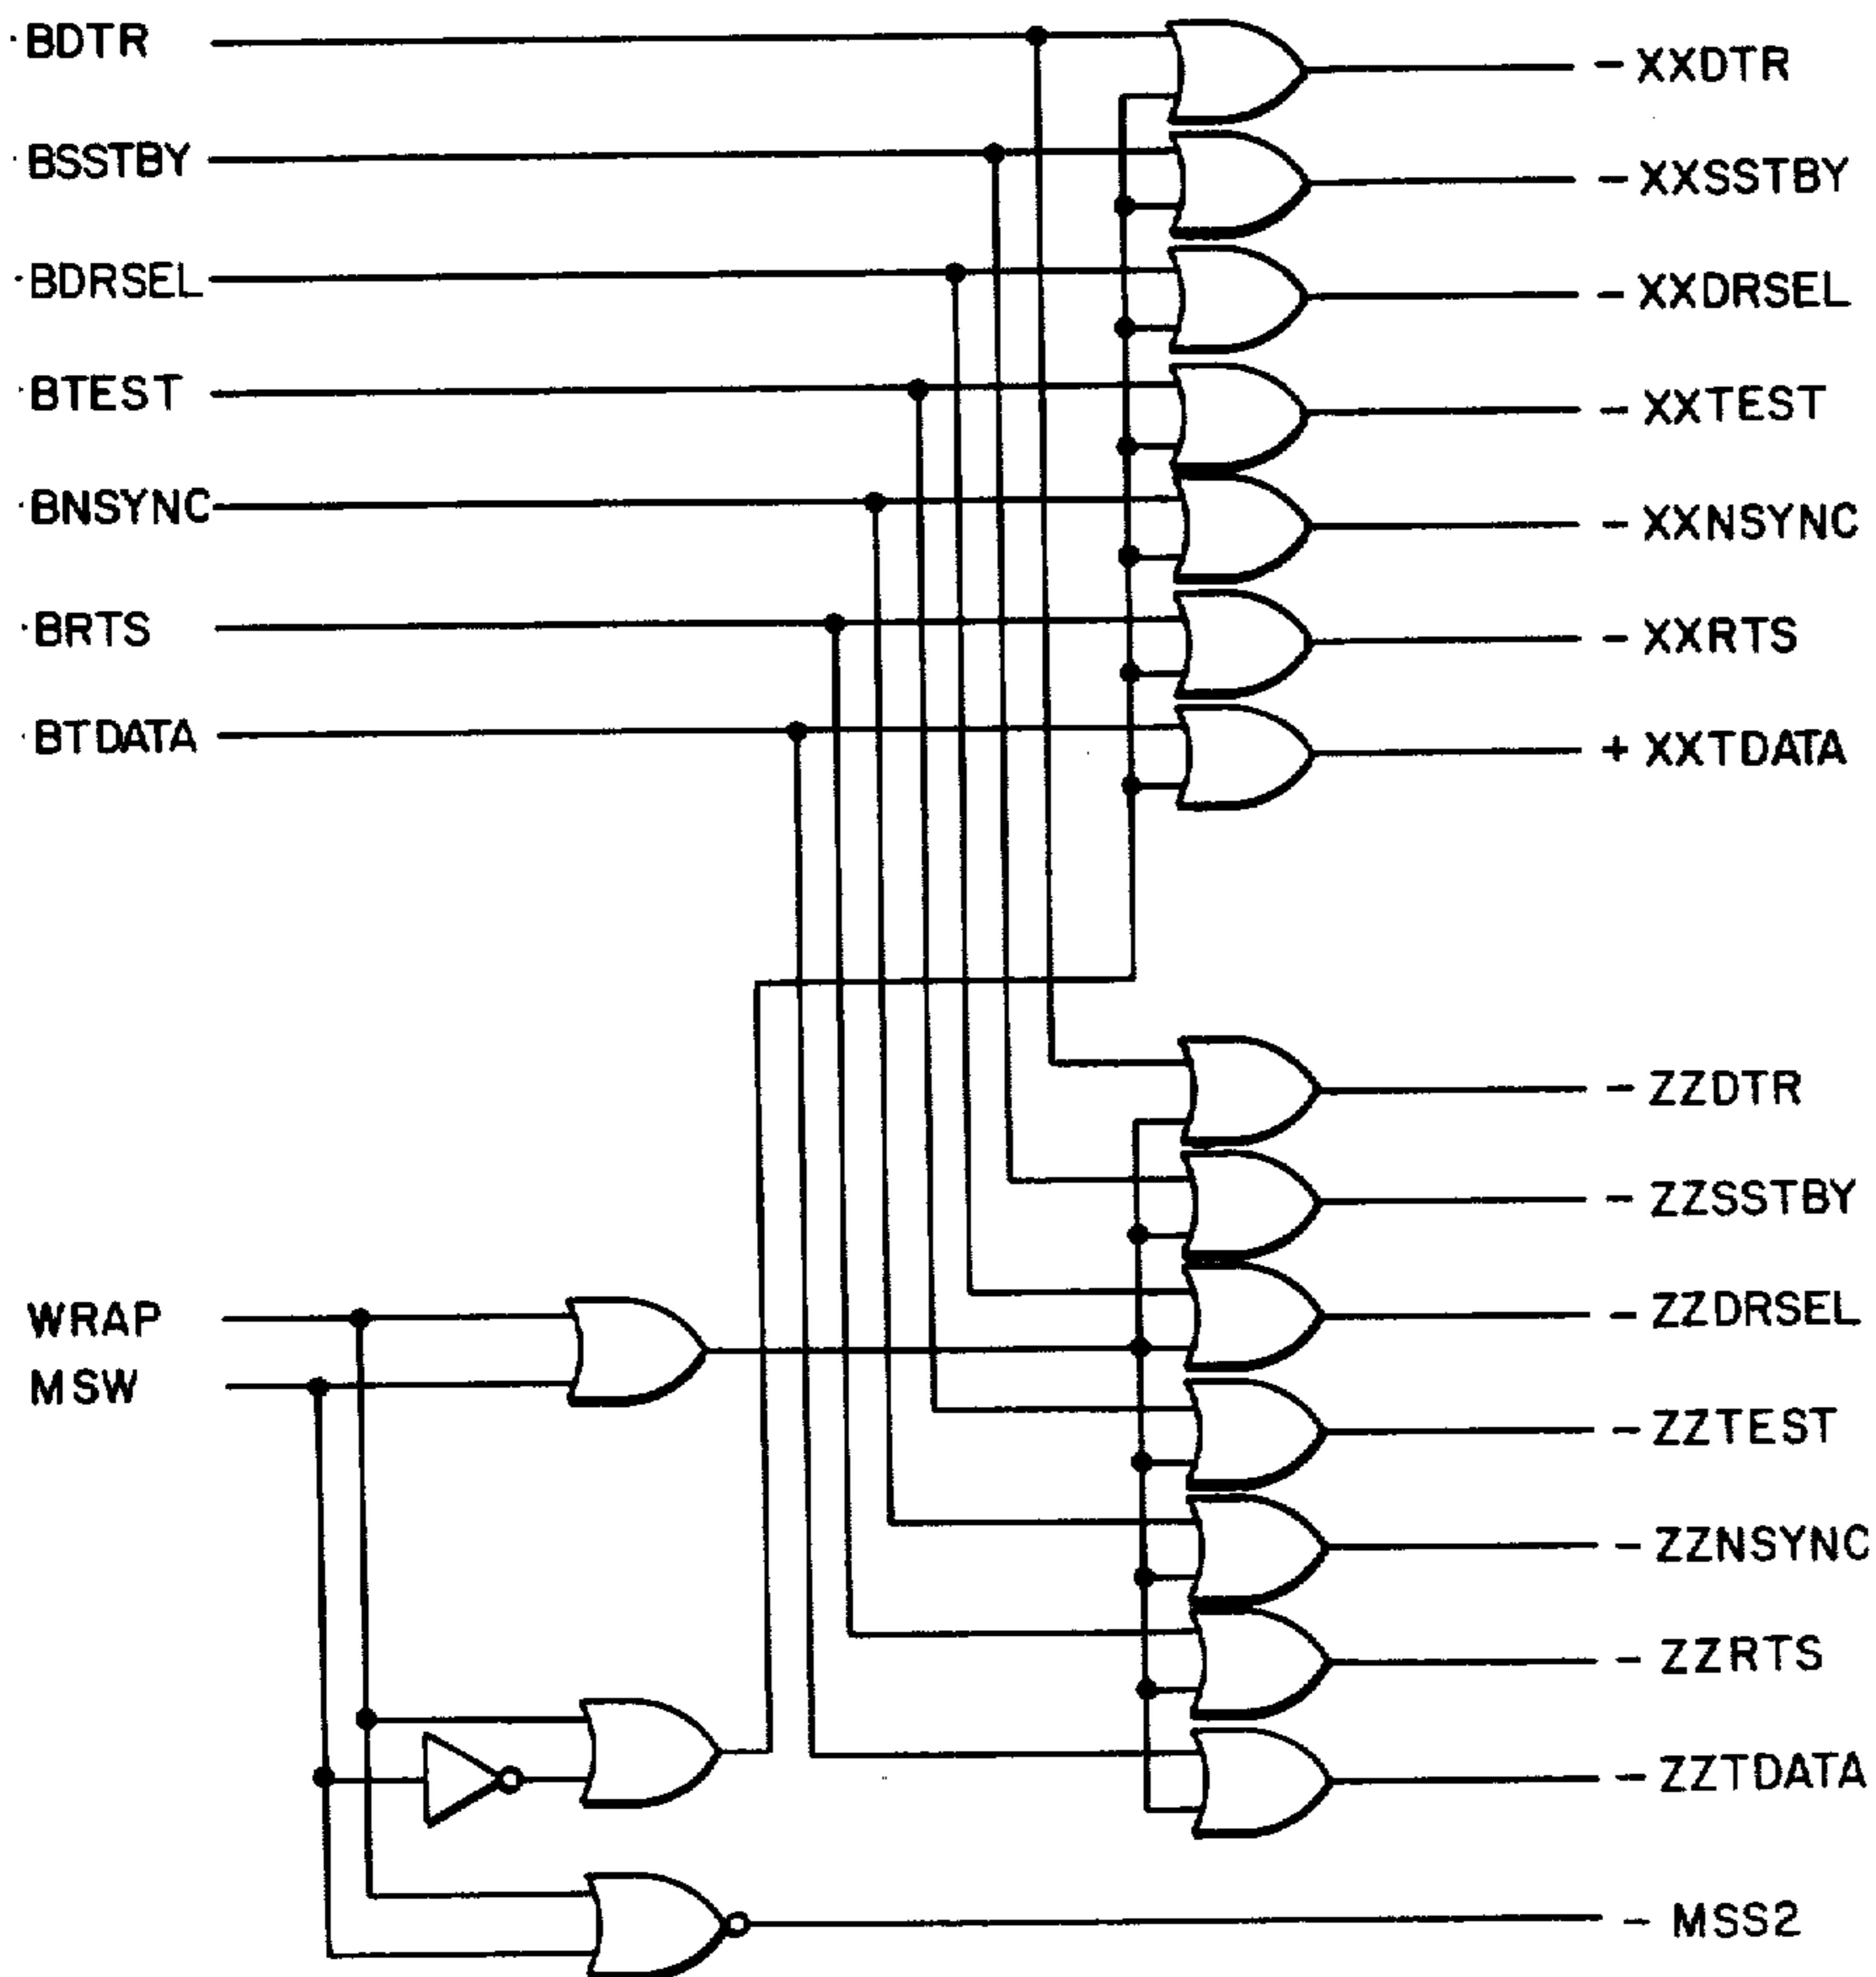 BDTR
- XXDTR
BSSTBY
- XXSSTBY
BDRSEL
- XXDRSEL
BTEST
- XXTEST
BNSYNC
- XXNSYNC
BRTS
- XXRTS
BTDATA
+ XXTDATA
- ZZDTR
- ZZSSTBY
WRAP
- ZZDRSEL
MSW
- ZZTEST
- ZZNSYNC
- ZZRTS
- ZZTDATA
- MSS2